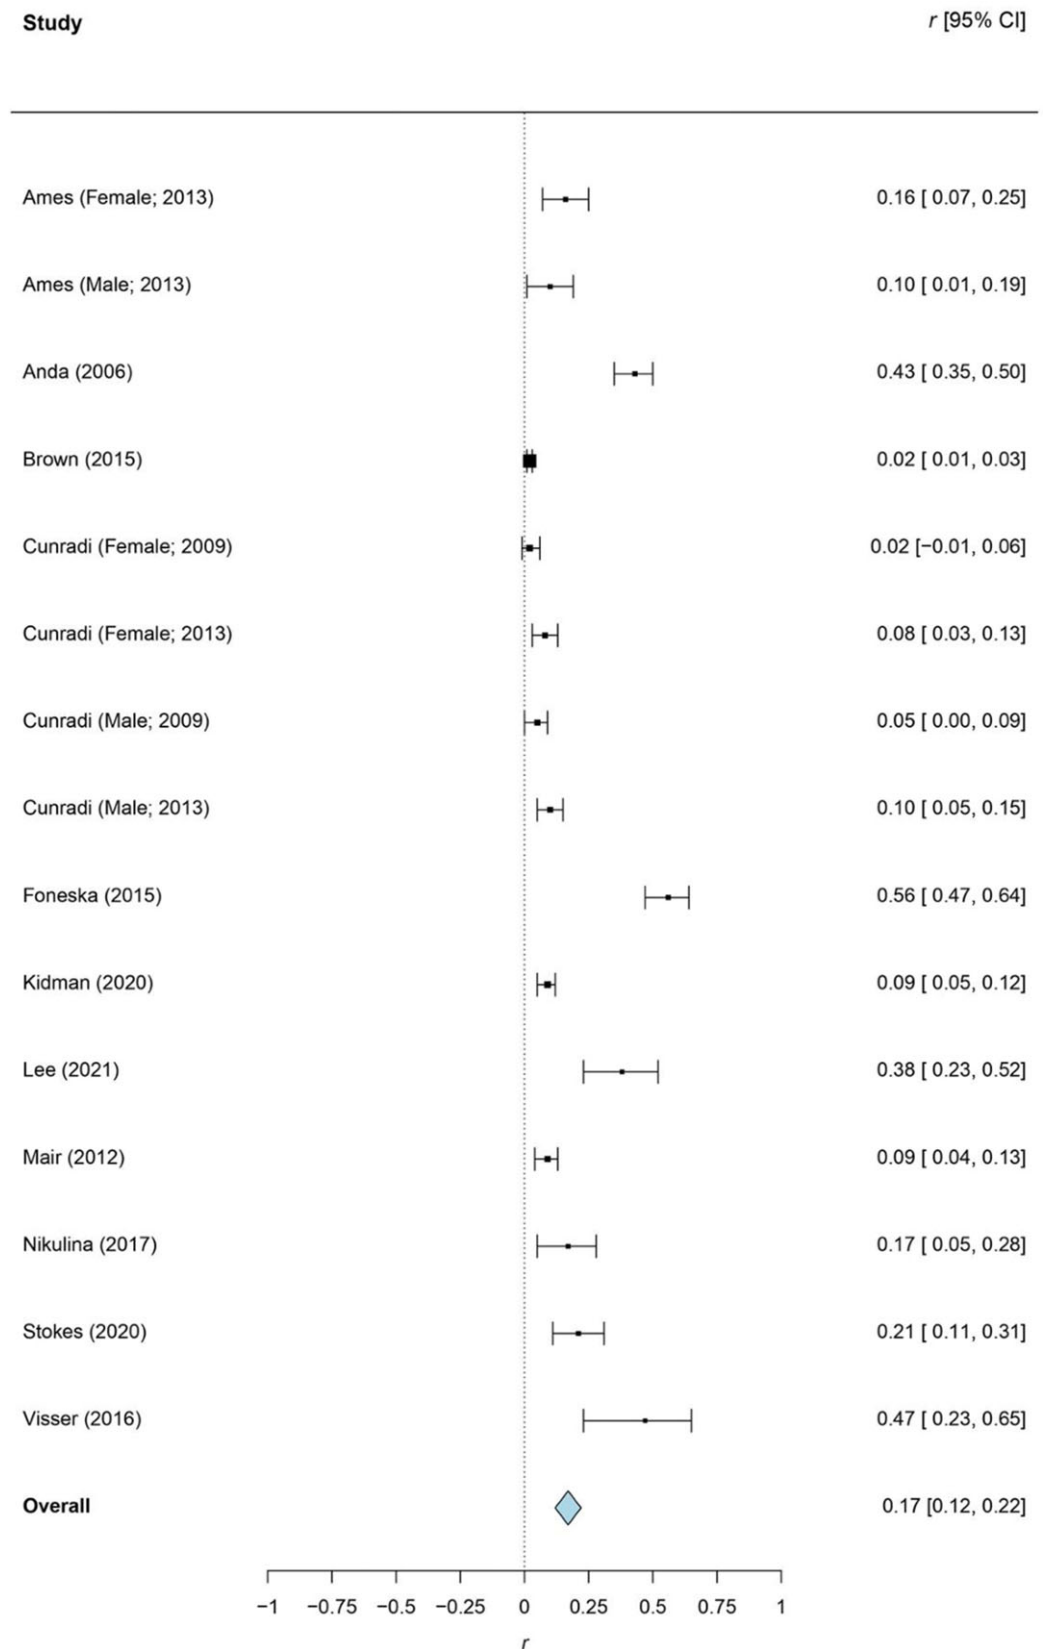 Study r [95% CI]
Ames (Female; 2013) 0.16 [ 0.07, 0.25]
Ames (Male; 2013) 0.10 [ 0.01, 0.19]
Anda (2006) 0.43 [ 0.35, 0.50]
Brown (2015) 0.02 [ 0.01, 0.03]
Cunradi (Female; 2009) 0.02 [−0.01, 0.06]
Cunradi (Female; 2013) 0.08 [ 0.03, 0.13]
Cunradi (Male; 2009) 0.05 [ 0.00, 0.09]
Cunradi (Male; 2013) 0.10 [ 0.05, 0.15]
Foneska (2015) 0.56 [ 0.47, 0.64]
Kidman (2020) 0.09 [ 0.05, 0.12]
Lee (2021) 0.38 [ 0.23, 0.52]
Mair (2012) 0.09 [ 0.04, 0.13]
Nikulina (2017) 0.17 [ 0.05, 0.28]
Stokes (2020) 0.21 [ 0.11, 0.31]
Visser (2016) 0.47 [ 0.23, 0.65]
Overall 0.17 [0.12, 0.22]
−1 −0.75 −0.5 −0.25 0 0.25 0.5 0.75 1
r